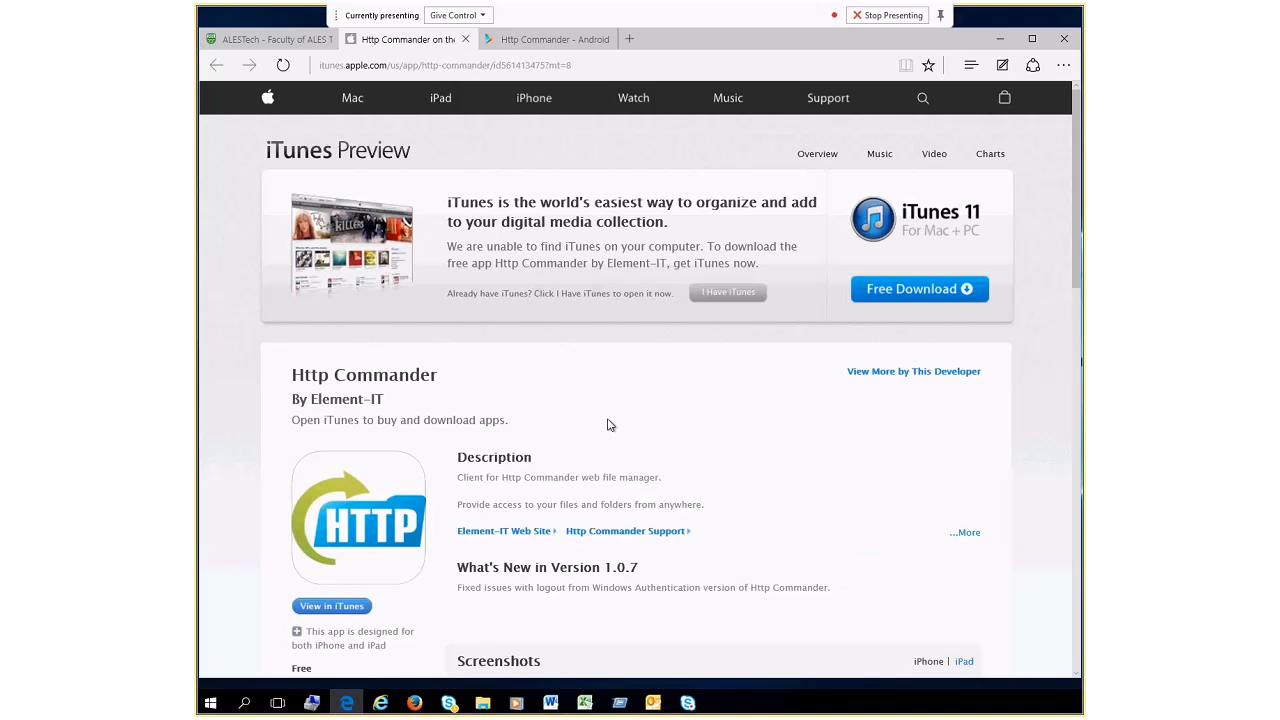 Currently presenting Give Control Stop Presenting
ALESTech - Faculty of ALES T Http Commander on the Http Commander - Android
itunes.apple.com/us/app/http-commander/id561413475?mt=8
Mac iPad iPhone Watch Music Support
iTunes Preview
Overview Music Video Charts
iTunes is the world's easiest way to organize and add
to your digital media collection.
We are unable to find iTunes on your computer. To download the
free app Http Commander by Element-IT, get iTunes now.
Already have iTunes? Click I Have iTunes to open it now. I Have iTunes
iTunes 11
For Mac + PC
Free Download
KILLERS
Http Commander
View More by This Developer
By Element-IT
Open iTunes to buy and download apps.
HTTP
View in iTunes
This app is designed for
both iPhone and iPad
Free
Description
Client for Http Commander web file manager.
Provide access to your files and folders from anywhere.
Element-IT Web Site Http Commander Support
...More
What's New in Version 1.0.7
Fixed issues with logout from Windows Authentication version of Http Commander.
Screenshots
iPhone | iPad